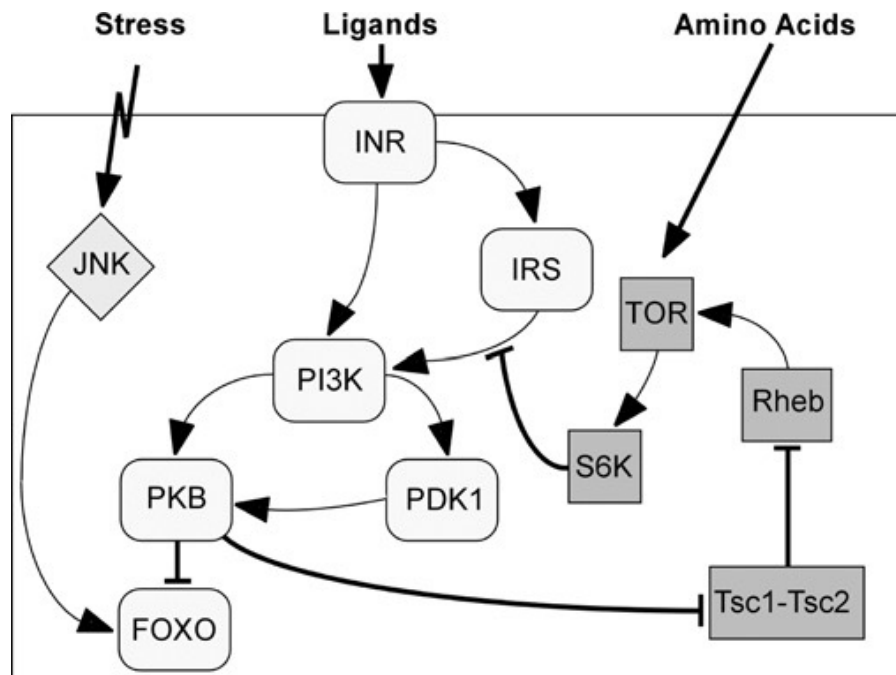 Stress
Ligands
Amino Acids
INR
JNK
IRS
TOR
PI3K
Rheb
S6K
PKB
PDK1
Tsc1-Tsc2
FOXO